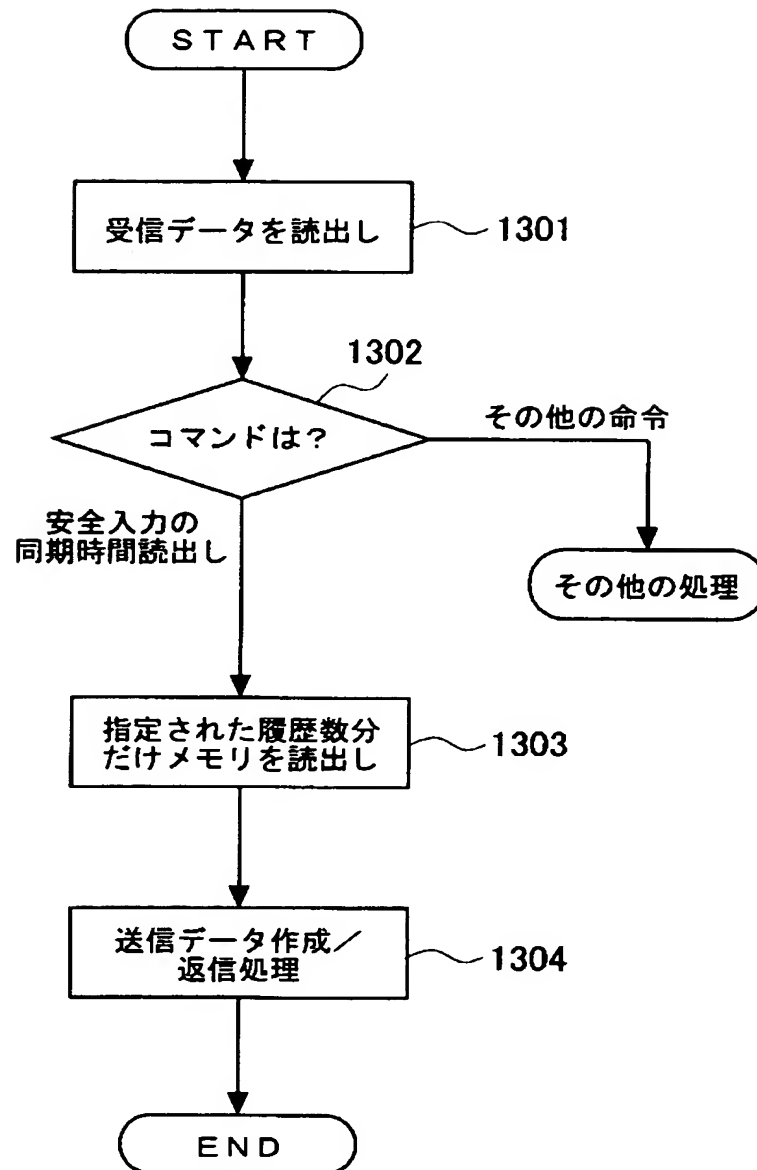 START
受信データを読出し
1301
1302
コマンドは?
その他の命令
安全入力の
同期時間読出し
その他の処理
指定された履歴数分
だけメモリを読出し
1303
送信データ作成/
返信処理
1304
END